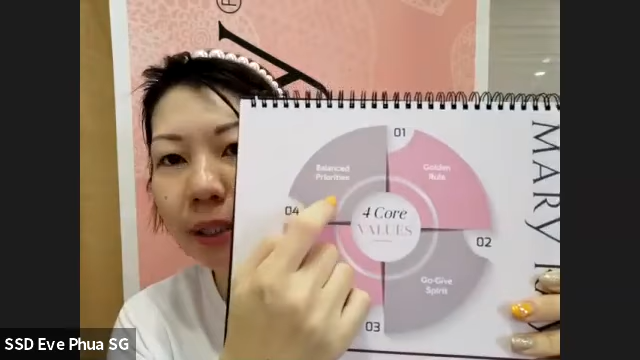 ®
A
01
Golden
Rule
Balanced
Priorities
04
4 Core
VALUES
02
Go-Give
Spirit
03
MARY
SSD Eve Phua SG